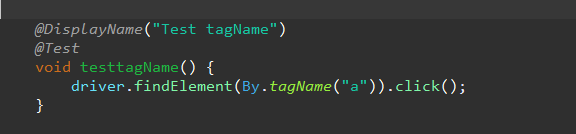 @DisplayName("Test tagName")
@Test
void testtagName() {
driver.findElement(By.tagName("a")).click();
}